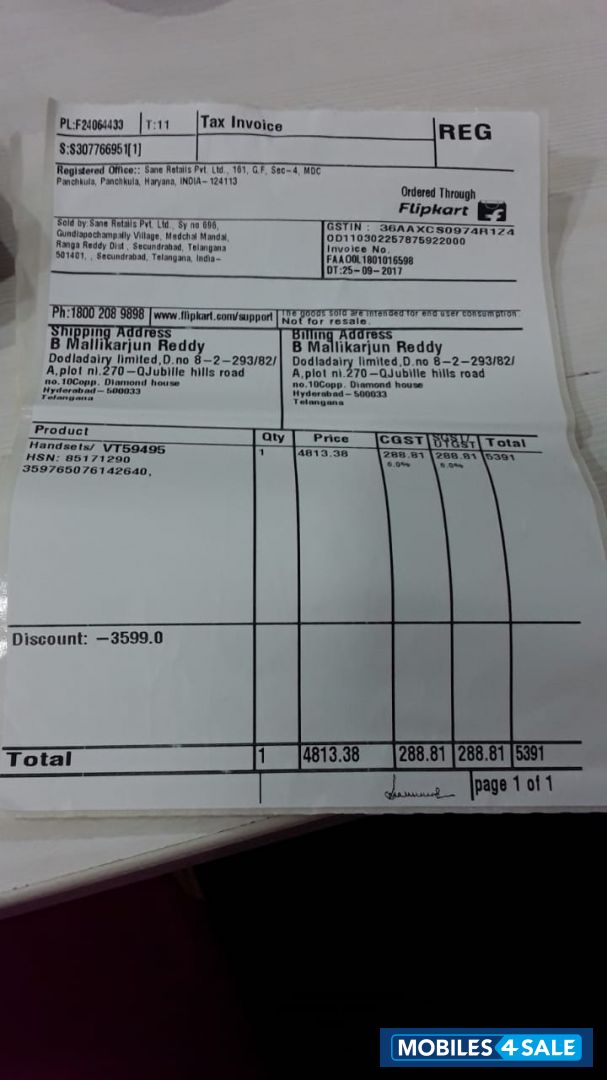 PL:F24064433 T:11 Tax Invoice REG
S:S307766951[1]
Registered Office:: Sane Retails Pvt. Ltd., 161, G.F, Sec-4, MDC
Panchkula, Panchkula, Haryana, INDIA-124113
Ordered Through
Flipkart
Sold by:Sane Retails Pvt. Ltd., Sy no 696,
Gundlapochampally Village, Medchal Mandal,
Ranga Reddy Dist , Secundrabad, Telangana
501401, , Secundrabad, Telangana, India-
GSTIN : 36AAXCS0974R1Z4
OD110302257875922000
Invoice No.
FAAO0L1801016598
DT:25-09-2017
Ph:1800 208 9898 www.flipkart.com/support
The goods sold are intended for end user consumption.
Not for resale.
Shipping Address
B Mallikarjun Reddy
Dodladairy limited,D.no 8-2-293/82/
A,plot ni.270-QJubille hills road
no.10Copp. Diamond house
Hyderabad-500033
Telangana
Billing Address
B Mallikarjun Reddy
Dodladairy limited,D.no 8-2-293/82/
A,plot ni.270-QJubille hills road
no.10Copp. Diamond house
Hyderabad-500033
Telangana
Product Qty Price CGST SGST/ UTGST Total
Handsets/ VT59495 1 4813.38 288.81 288.81 5391
HSN: 85171290 6.0% 6.0%
359765076142640,
Discount: -3599.0
Total 1 4813.38 288.81 288.81 5391
page 1 of 1
MOBILES4SALE